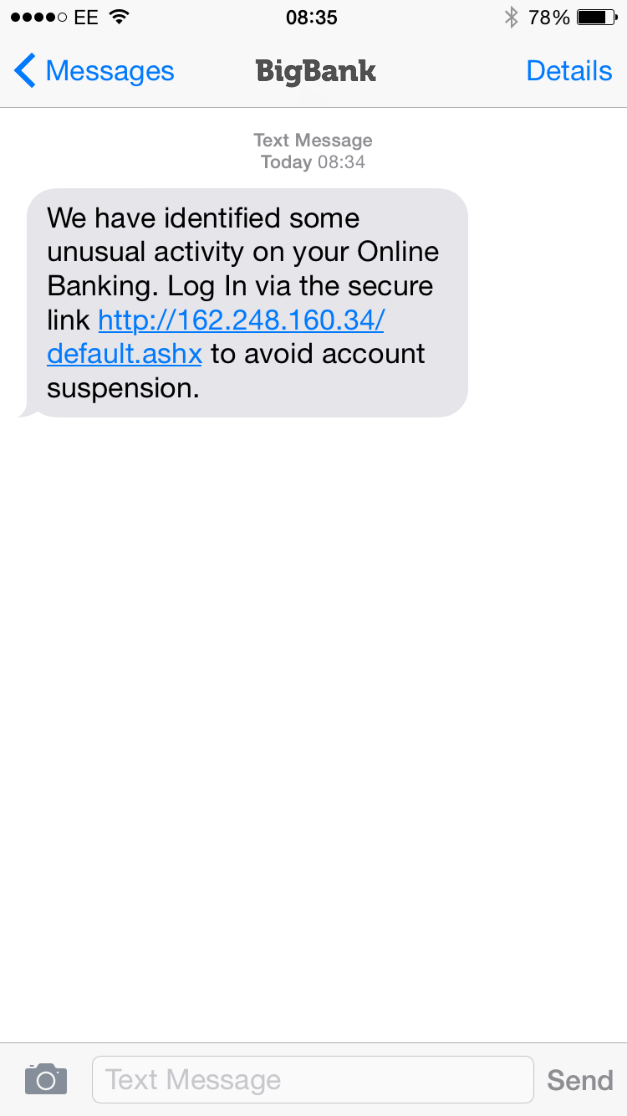 EE 08:35 78%
Messages BigBank Details
Text Message
Today 08:34
We have identified some
unusual activity on your Online
Banking. Log In via the secure
link http://162.248.160.34/
default.ashx to avoid account
suspension.
Text Message Send